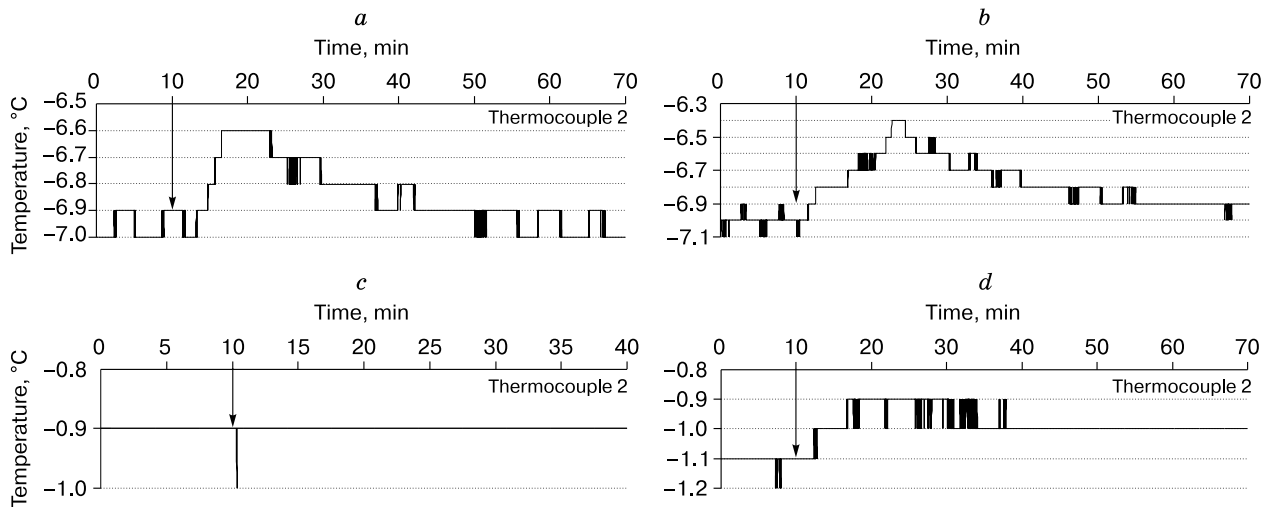 a
Time, min
0 10 20 30 40 50 60 70
Temperature, °C
−6.5
−6.6
−6.7
−6.8
−6.9
−7.0
Thermocouple 2
b
Time, min
0 10 20 30 40 50 60 70
−6.3
−6.5
−6.7
−6.9
−7.1
Thermocouple 2
c
Time, min
0 5 10 15 20 25 30 35 40
Temperature, °C
−0.8
−0.9
−1.0
Thermocouple 2
d
Time, min
0 10 20 30 40 50 60 70
−0.8
−0.9
−1.0
−1.1
−1.2
Thermocouple 2